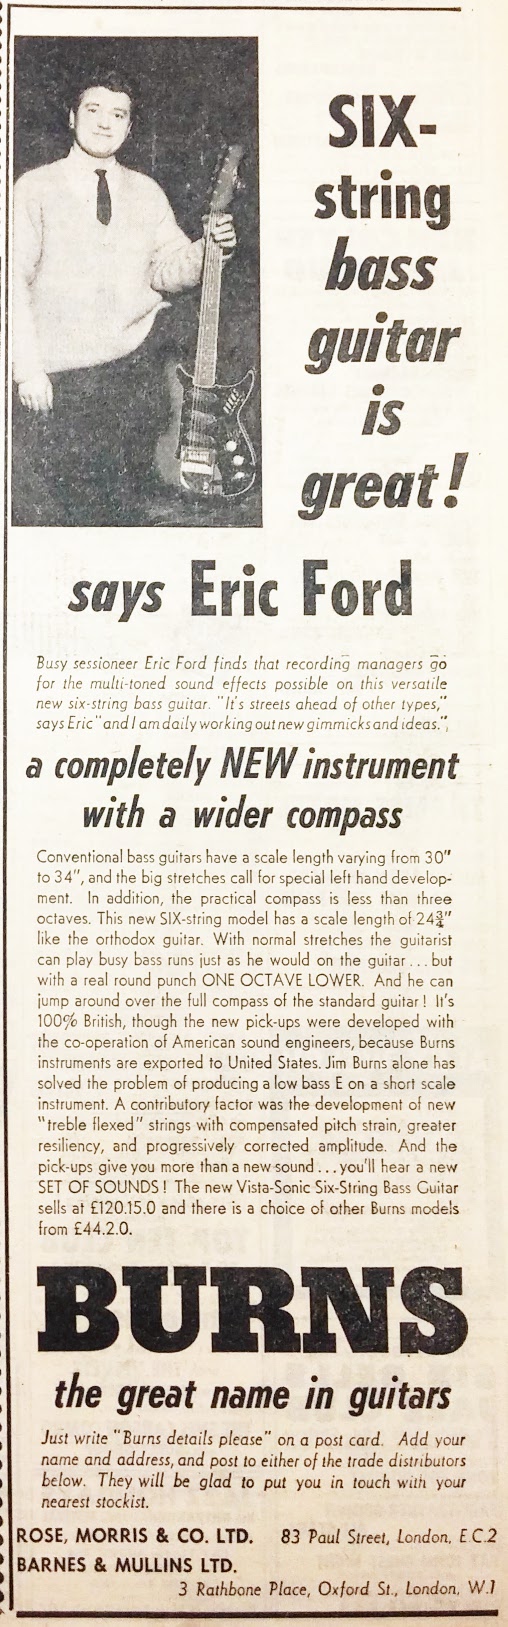 SIX-
string
bass
guitar
is
great!
says Eric Ford
Busy sessioneer Eric Ford finds that recording managers go
for the multi-toned sound effects possible on this versatile
new six-string bass guitar. "It's streets ahead of other types,"
says Eric "and I am daily working out new gimmicks and ideas.",
a completely NEW instrument
with a wider compass
Conventional bass guitars have a scale length varying from 30"
to 34", and the big stretches call for special left hand develop-
ment. In addition, the practical compass is less than three
octaves. This new SIX-string model has a scale length of 24¾"
like the orthodox guitar. With normal stretches the guitarist
can play busy bass runs just as he would on the guitar ... but
with a real round punch ONE OCTAVE LOWER. And he can
jump around over the full compass of the standard guitar! It's
100% British, though the new pick-ups were developed with
the co-operation of American sound engineers, because Burns
instruments are exported to United States. Jim Burns alone has
solved the problem of producing a low bass E on a short scale
instrument. A contributory factor was the development of new
"treble flexed" strings with compensated pitch strain, greater
resiliency, and progressively corrected amplitude. And the
pick-ups give you more than a new sound ... you'll hear a new
SET OF SOUNDS! The new Vista-Sonic Six-String Bass Guitar
sells at £120.15.0 and there is a choice of other Burns models
from £44.2.0.
BURNS
the great name in guitars
Just write "Burns details please" on a post card. Add your
name and address, and post to either of the trade distributors
below. They will be glad to put you in touch with your
nearest stockist.
ROSE, MORRIS & CO. LTD. 83 Paul Street, London, E.C.2
BARNES & MULLINS LTD.
3 Rathbone Place, Oxford St., London, W.1